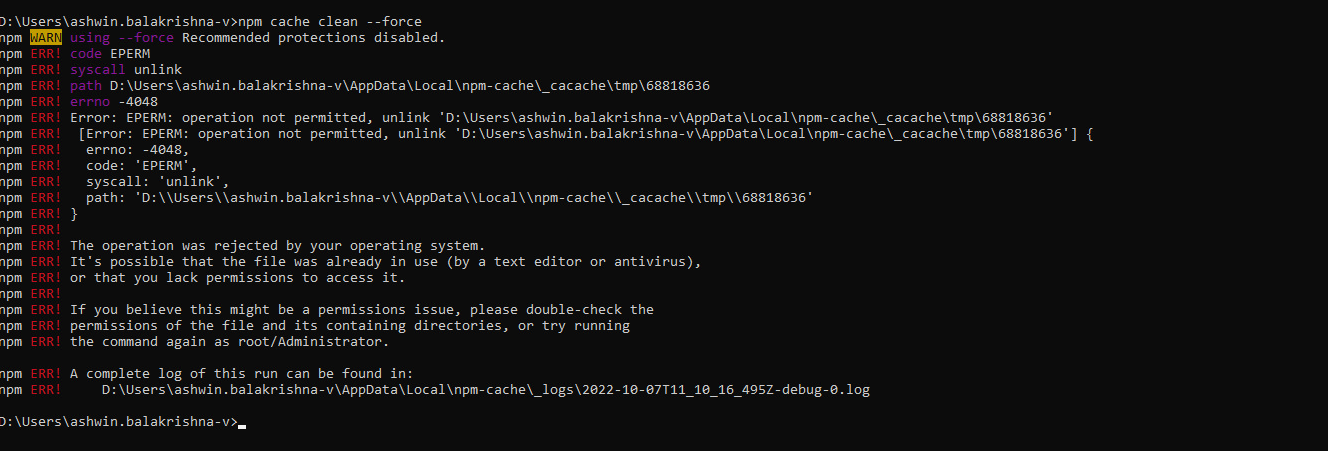 D:\Users\ashwin.balakrishna-v>npm cache clean --force
npm WARN using --force Recommended protections disabled.
npm ERR! code EPERM
npm ERR! syscall unlink
npm ERR! path D:\Users\ashwin.balakrishna-v\AppData\Local\npm-cache\_cacache\tmp\68818636
npm ERR! errno -4048
npm ERR! Error: EPERM: operation not permitted, unlink 'D:\Users\ashwin.balakrishna-v\AppData\Local\npm-cache\_cacache\tmp\68818636'
npm ERR!  [Error: EPERM: operation not permitted, unlink 'D:\Users\ashwin.balakrishna-v\AppData\Local\npm-cache\_cacache\tmp\68818636'] {
npm ERR!   errno: -4048,
npm ERR!   code: 'EPERM',
npm ERR!   syscall: 'unlink',
npm ERR!   path: 'D:\\Users\\ashwin.balakrishna-v\\AppData\\Local\\npm-cache\\_cacache\\tmp\\68818636'
npm ERR! }
npm ERR!
npm ERR! The operation was rejected by your operating system.
npm ERR! It's possible that the file was already in use (by a text editor or antivirus),
npm ERR! or that you lack permissions to access it.
npm ERR!
npm ERR! If you believe this might be a permissions issue, please double-check the
npm ERR! permissions of the file and its containing directories, or try running
npm ERR! the command again as root/Administrator.
npm ERR! A complete log of this run can be found in:
npm ERR!     D:\Users\ashwin.balakrishna-v\AppData\Local\npm-cache\_logs\2022-10-07T11_10_16_495Z-debug-0.log
D:\Users\ashwin.balakrishna-v>